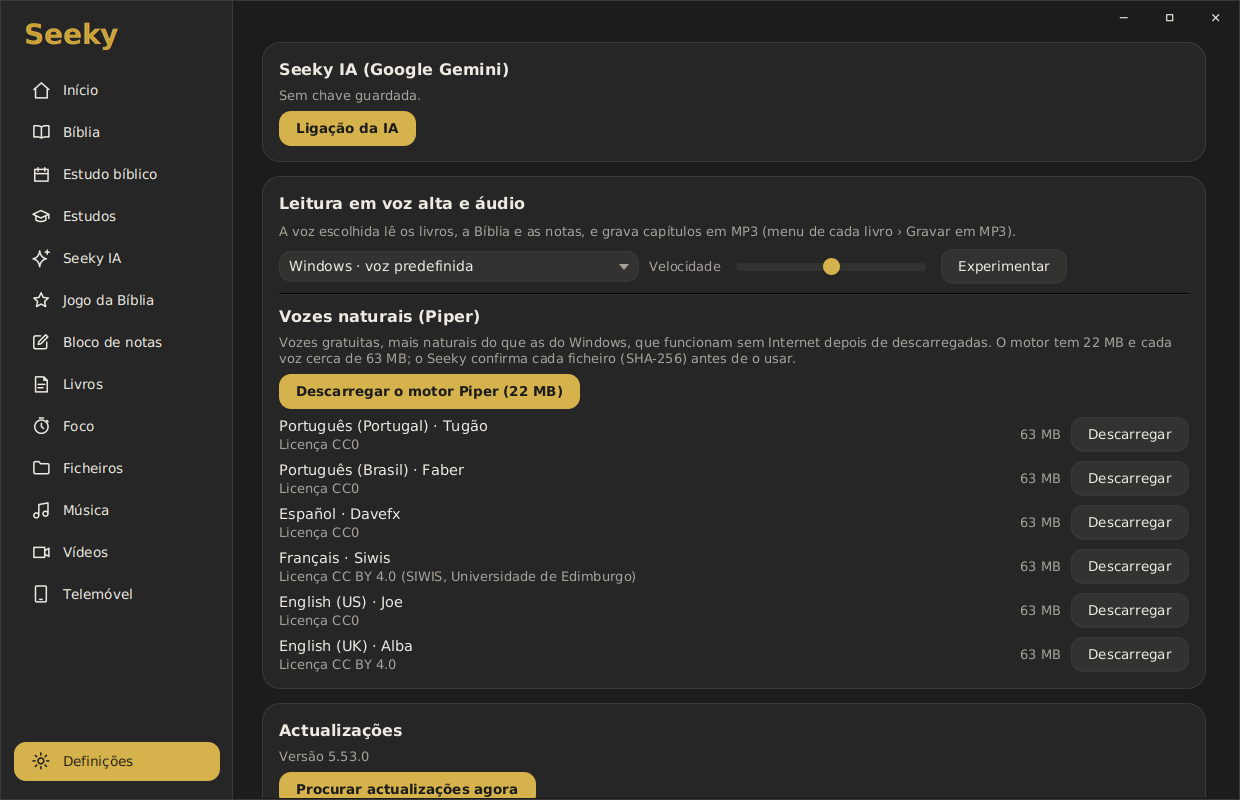 Seeky
Início
Bíblia
Estudo bíblico
Estudos
Seeky IA
Jogo da Bíblia
Bloco de notas
Livros
Foco
Ficheiros
Música
Vídeos
Telemóvel
Definições
Seeky IA (Google Gemini)
Sem chave guardada.
Ligação da IA
Leitura em voz alta e áudio
A voz escolhida lê os livros, a Bíblia e as notas, e grava capítulos em MP3 (menu de cada livro › Gravar em MP3).
Windows · voz predefinida Velocidade Experimentar
Vozes naturais (Piper)
Vozes gratuitas, mais naturais do que as do Windows, que funcionam sem Internet depois de descarregadas. O motor tem 22 MB e cada
voz cerca de 63 MB; o Seeky confirma cada ficheiro (SHA-256) antes de o usar.
Descarregar o motor Piper (22 MB)
Português (Portugal) · Tugão
Licença CC0
63 MB Descarregar
Português (Brasil) · Faber
Licença CC0
63 MB Descarregar
Español · Davefx
Licença CC0
63 MB Descarregar
Français · Siwis
Licença CC BY 4.0 (SIWIS, Universidade de Edimburgo)
63 MB Descarregar
English (US) · Joe
Licença CC0
63 MB Descarregar
English (UK) · Alba
Licença CC BY 4.0
63 MB Descarregar
Actualizações
Versão 5.53.0
Procurar actualizações agora